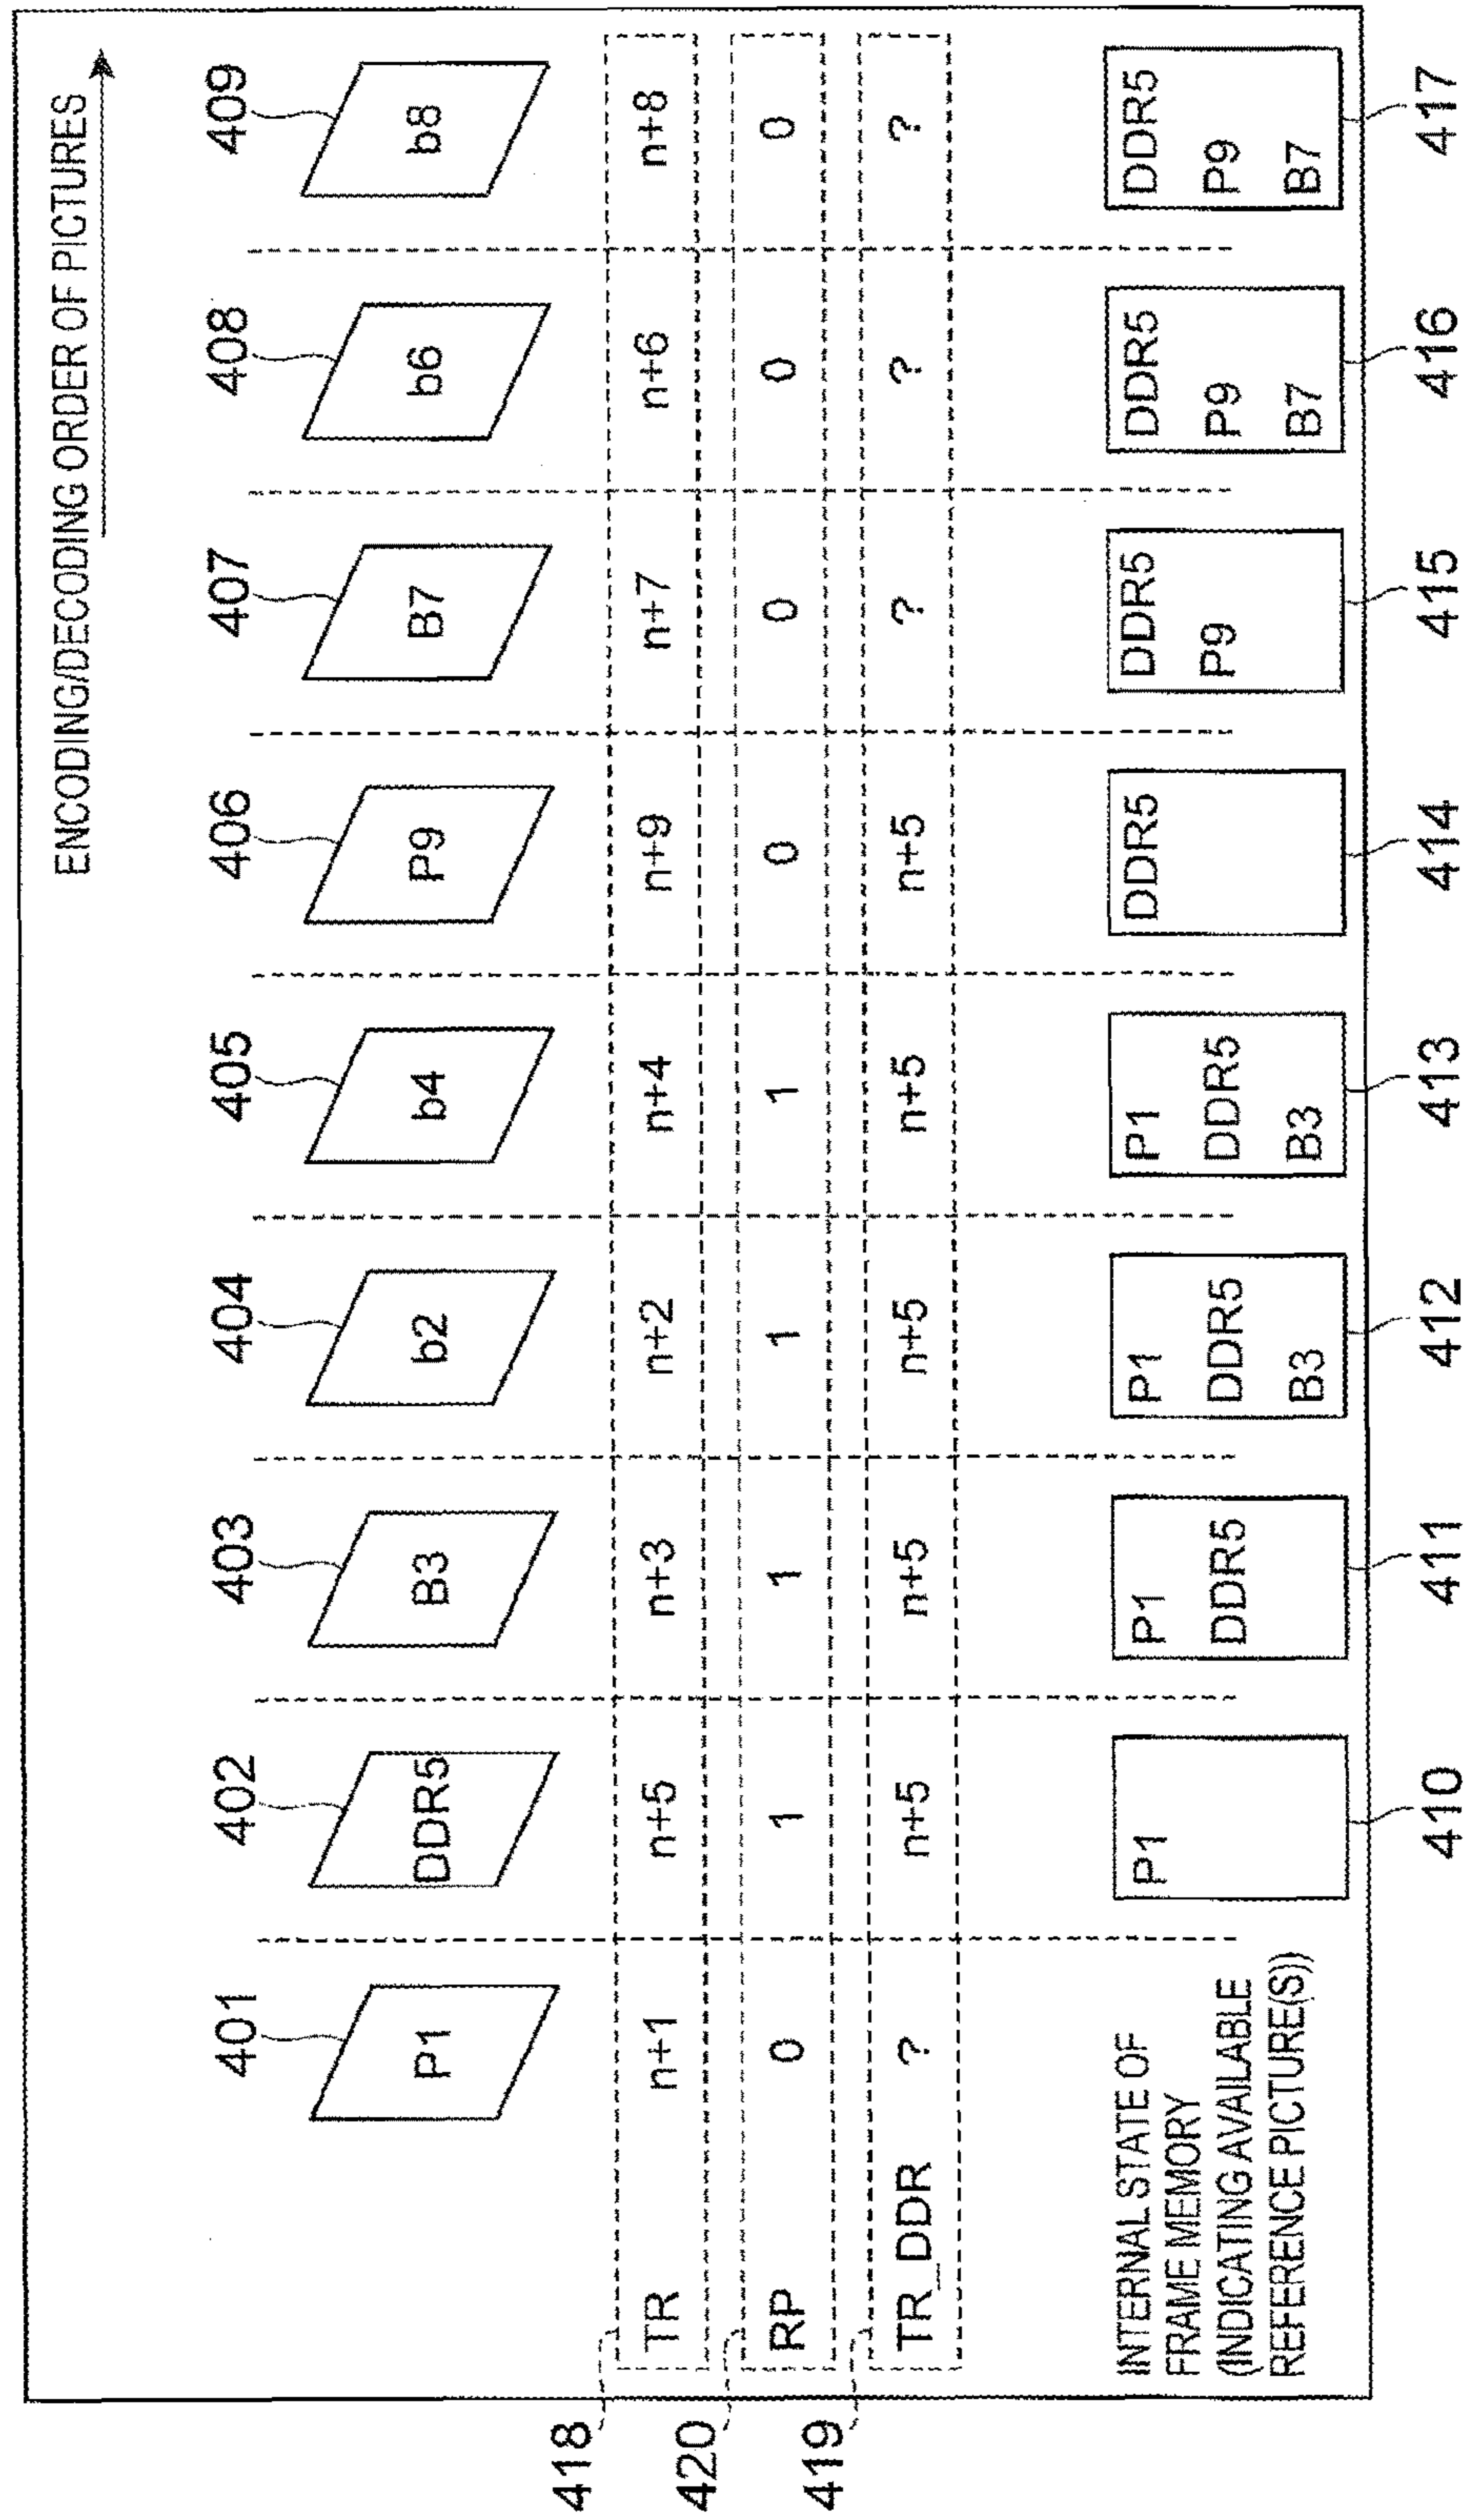 ENCODING/DECODING ORDER OF PICTURES
401 402 403 404 405 406 407 408 409
P1 DDR5 B3 b2 b4 P9 B7 b6 b8
418 TR n+1 n+5 n+3 n+2 n+4 n+9 n+7 n+6 n+8
420 RP 0 1 1 1 1 0 0 0 0
419 TR_DDR ? n+5 n+5 n+5 n+5 n+5 ? ? ?
INTERNAL STATE OF
FRAME MEMORY
(INDICATING AVAILABLE
REFERENCE PICTURE(S))
P1
P1
DDR5
P1
DDR5
B3
P1
DDR5
B3
DDR5
DDR5
P9
DDR5
P9
B7
DDR5
P9
B7
410 411 412 413 414 415 416 417